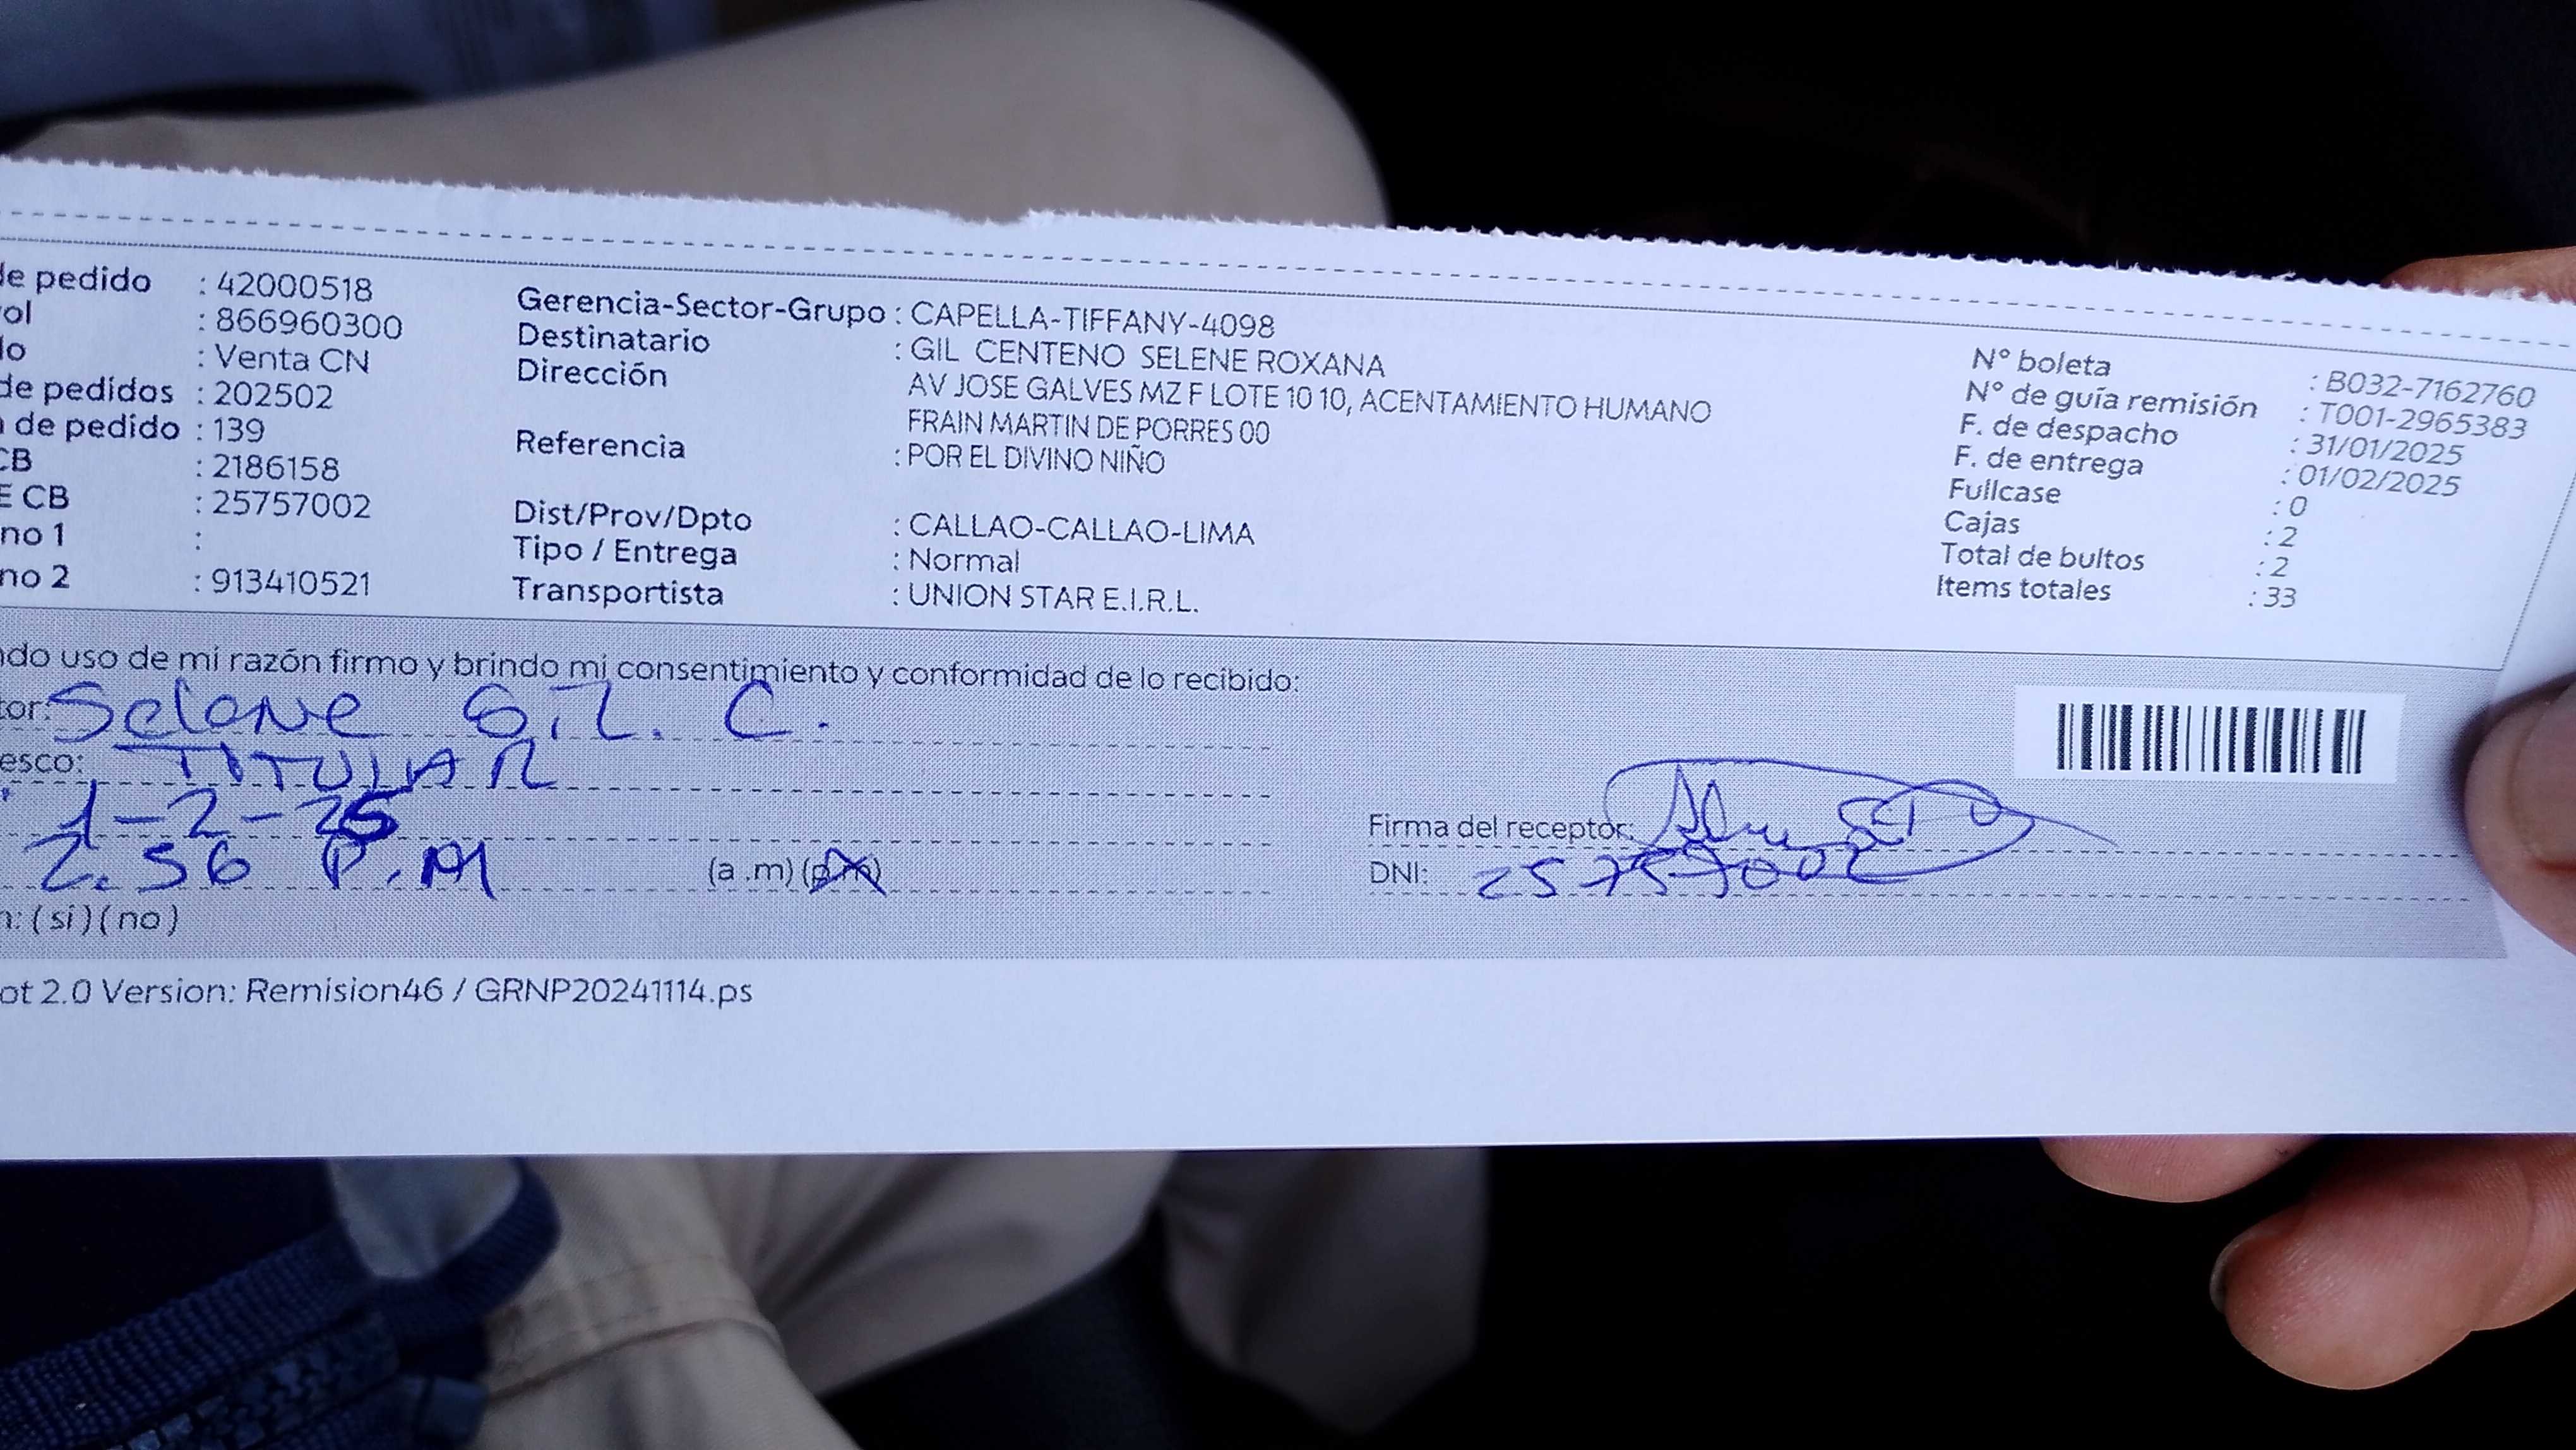 de pedido : 42000518
ol : 866960300
do : Venta CN
de pedidos : 202502
de pedido : 139
CB : 2186158
E CB : 25757002
no 1 :
no 2 : 913410521
Gerencia-Sector-Grupo : CAPELLA-TIFFANY-4098
Destinatario : GIL CENTENO SELENE ROXANA
Dirección AV JOSE GALVES MZ F LOTE 10 10, ACENTAMIENTO HUMANO
FRAIN MARTIN DE PORRES 00
Referencia : POR EL DIVINO NIÑO
Dist/Prov/Dpto : CALLAO-CALLAO-LIMA
Tipo / Entrega : Normal
Transportista : UNION STAR E.I.R.L.
N° boleta : B032-7162760
N° de guía remisión : T001-2965383
F. de despacho : 31/01/2025
F. de entrega : 01/02/2025
Fullcase : 0
Cajas : 2
Total de bultos : 2
Items totales : 33
ndo uso de mi razón firmo y brindo mi consentimiento y conformidad de lo recibido:
tor: Selene Gil. C.
esco: TITULAR
1-2-25
2.56 P.M (a .m) (p.m)
n: (si) (no)
Firma del receptor:
DNI: 25757002
ot 2.0 Version: Remision46 / GRNP20241114.ps